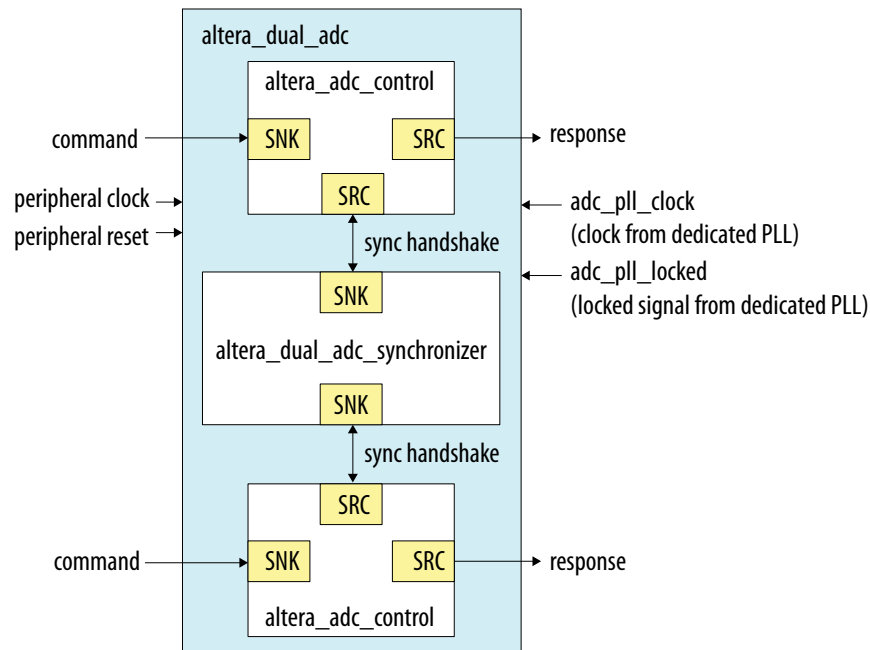 altera_dual_adc
altera_adc_control
command
SNK
SRC
response
SRC
peripheral clock
peripheral reset
adc_pll_clock
(clock from dedicated PLL)
adc_pll_locked
(locked signal from dedicated PLL)
sync handshake
SNK
altera_dual_adc_synchronizer
SNK
sync handshake
SRC
command
SNK
SRC
response
altera_adc_control